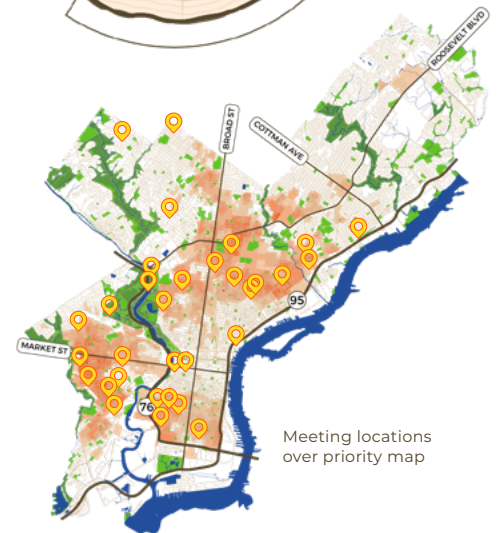 ROOSEVELT BLVD
BROAD ST
COTTMAN AVE
95
MARKET ST
76
Meeting locations
over priority map